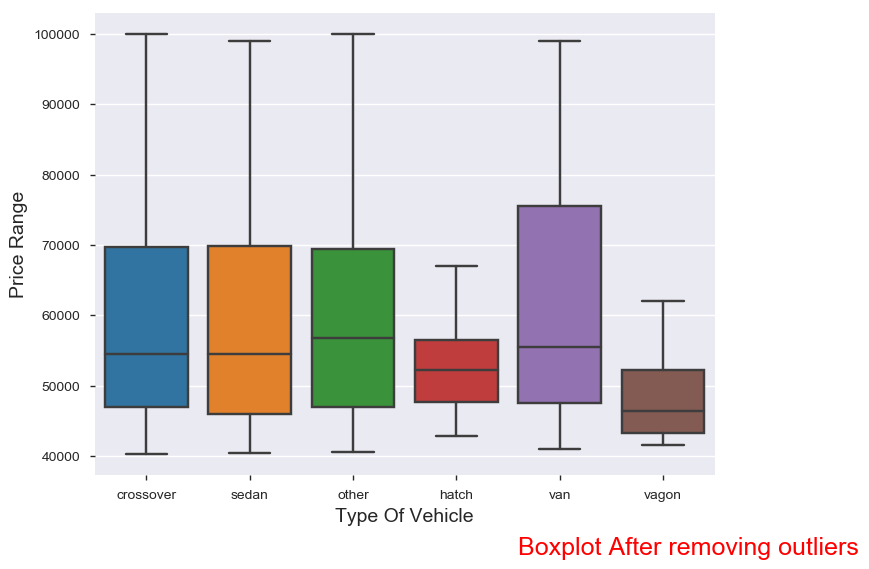 100000
90000
80000
70000
60000
50000
40000
Price Range
crossover sedan other hatch van vagon
Type Of Vehicle
Boxplot After removing outliers